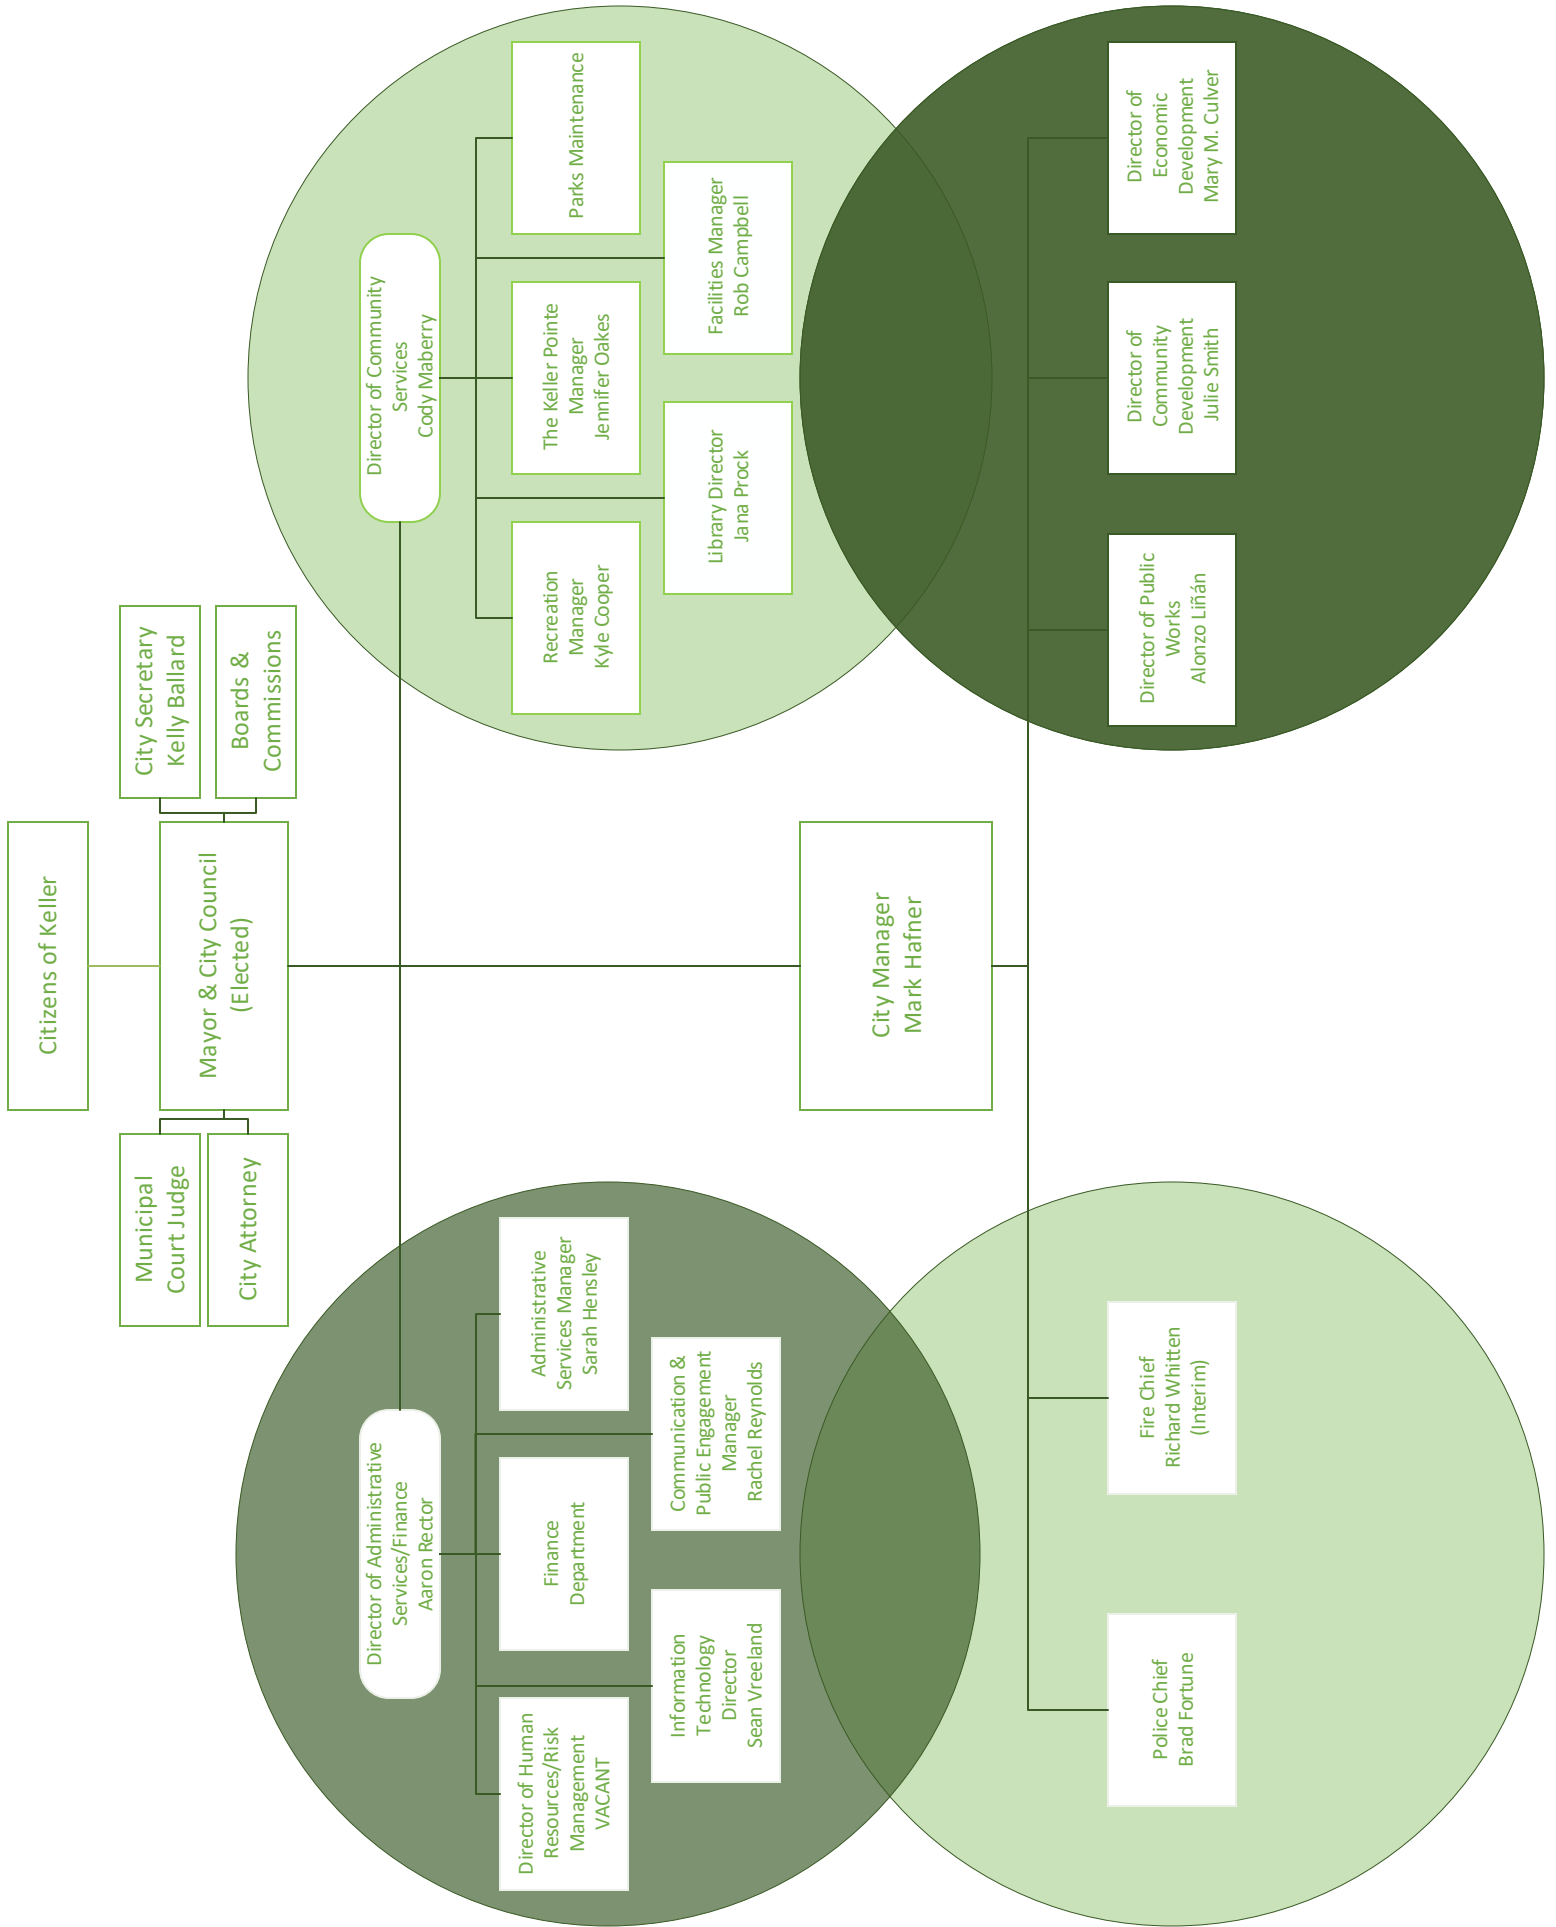 Citizens of Keller
Municipal
Court Judge
City Attorney
Mayor & City Council
(Elected)
City Secretary
Kelly Ballard
Boards &
Commissions
Director of Administrative
Services/Finance
Aaron Rector
Director of Community
Services
Cody Maberry
Director of Human
Resources/Risk
Management
VACANT
Finance
Department
Administrative
Services Manager
Sarah Hensley
Information
Technology
Director
Sean Vreeland
Communication &
Public Engagement
Manager
Rachel Reynolds
Recreation
Manager
Kyle Cooper
The Keller Pointe
Manager
Jennifer Oakes
Parks Maintenance
Library Director
Jana Prock
Facilities Manager
Rob Campbell
City Manager
Mark Hafner
Police Chief
Brad Fortune
Fire Chief
Richard Whitten
(Interim)
Director of Public
Works
Alonzo Liñán
Director of
Community
Development
Julie Smith
Director of
Economic
Development
Mary M. Culver